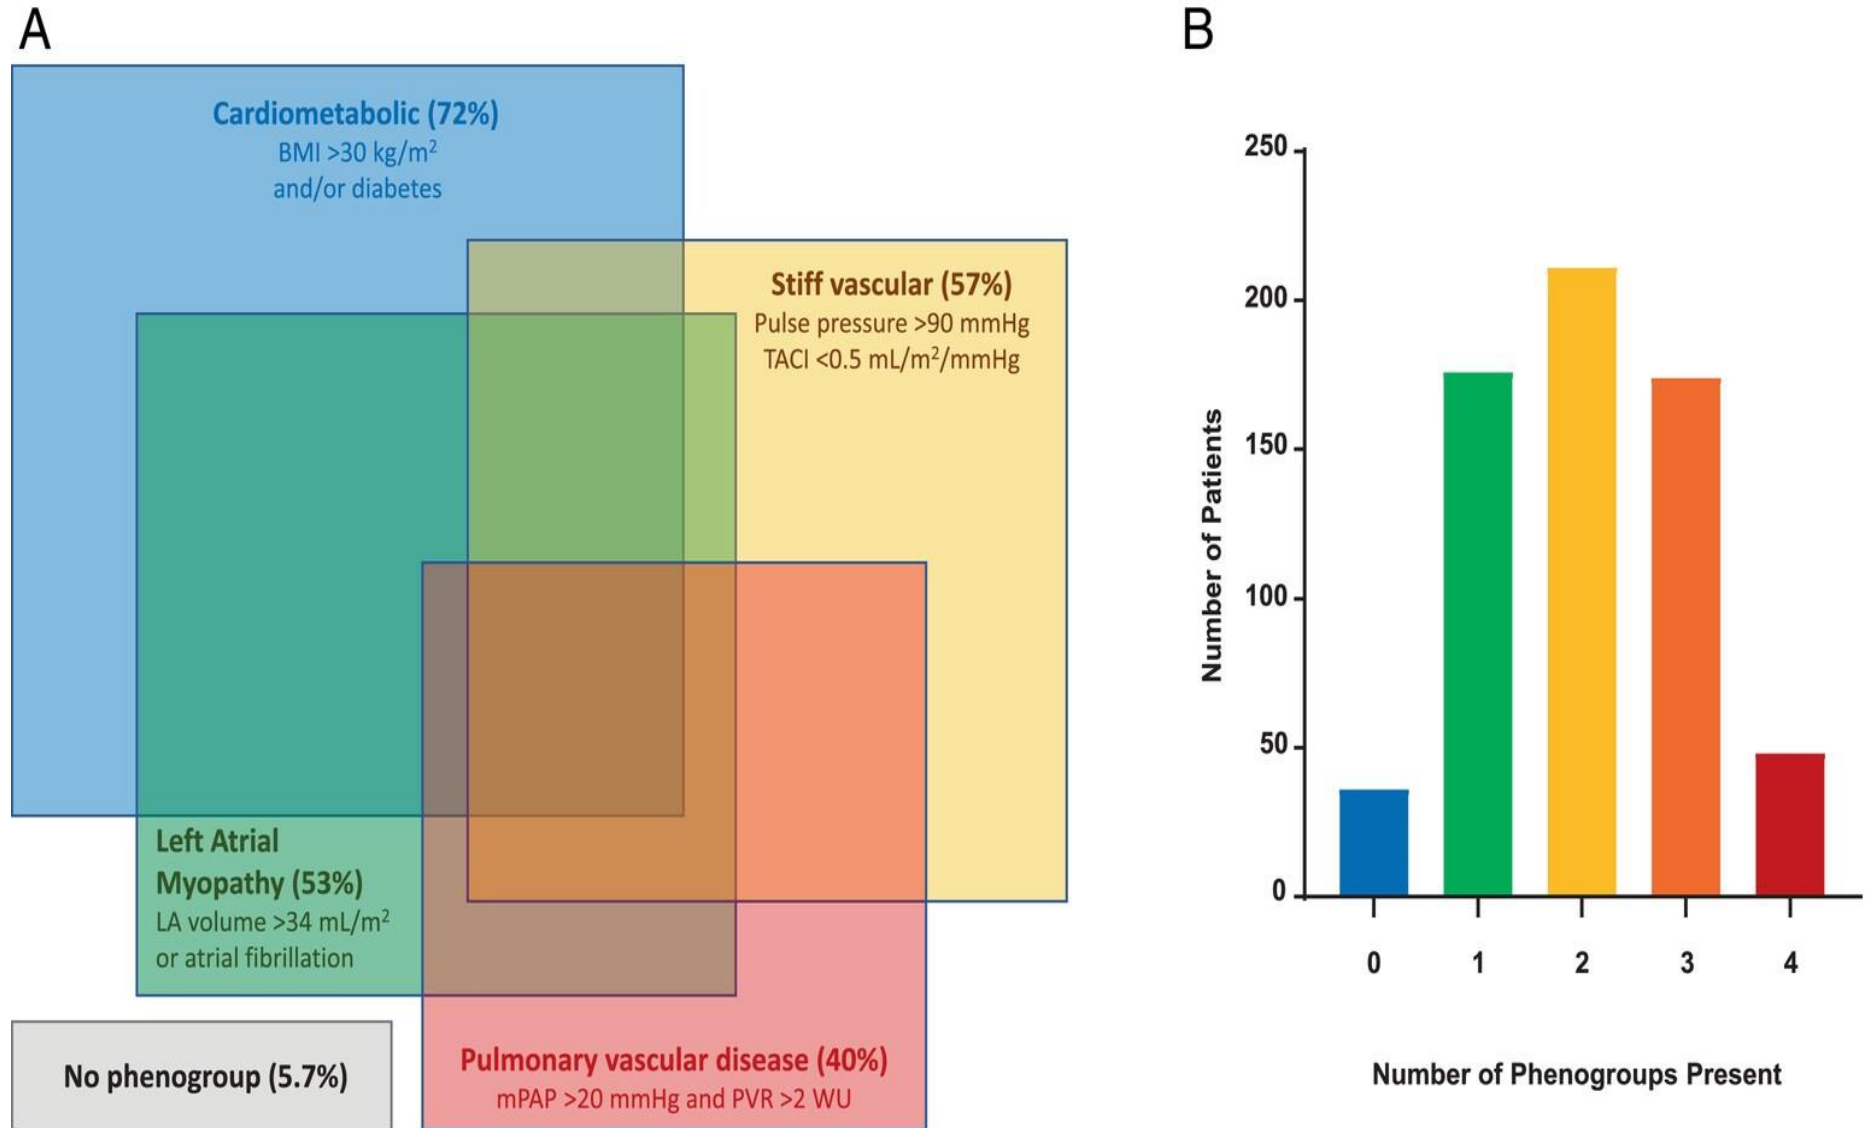 A
Cardiometabolic (72%)
BMI >30 kg/m²
and/or diabetes
Stiff vascular (57%)
Pulse pressure >90 mmHg
TACI <0.5 mL/m²/mmHg
Left Atrial
Myopathy (53%)
LA volume >34 mL/m²
or atrial fibrillation
No phenogroup (5.7%)
Pulmonary vascular disease (40%)
mPAP >20 mmHg and PVR >2 WU
B
Number of Patients
250
200
150
100
50
0
0 1 2 3 4
Number of Phenogroups Present